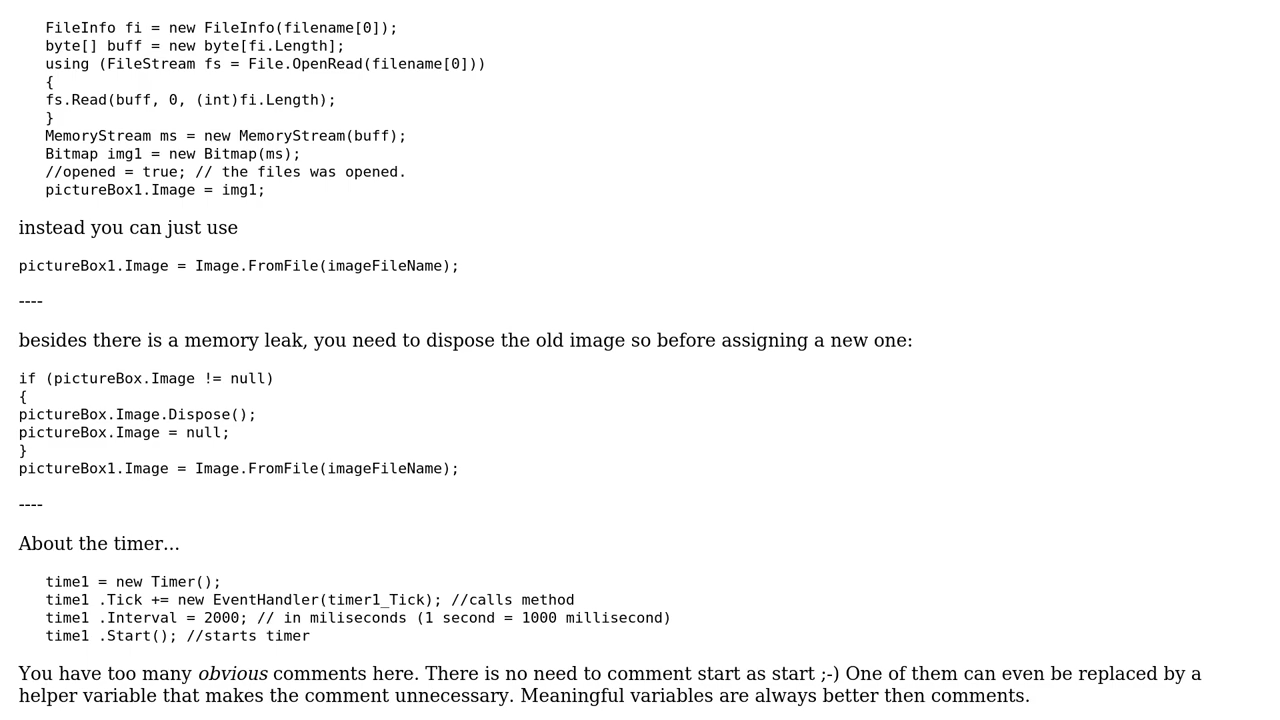 FileInfo fi = new FileInfo(filename[0]);
byte[] buff = new byte[fi.Length];
using (FileStream fs = File.OpenRead(filename[0]))
{
fs.Read(buff, 0, (int)fi.Length);
}
MemoryStream ms = new MemoryStream(buff);
Bitmap img1 = new Bitmap(ms);
//opened = true; // the files was opened.
pictureBox1.Image = img1;
instead you can just use
pictureBox1.Image = Image.FromFile(imageFileName);
----
besides there is a memory leak, you need to dispose the old image so before assigning a new one:
if (pictureBox.Image != null)
{
pictureBox.Image.Dispose();
pictureBox.Image = null;
}
pictureBox1.Image = Image.FromFile(imageFileName);
----
About the timer...
time1 = new Timer();
time1 .Tick += new EventHandler(timer1_Tick); //calls method
time1 .Interval = 2000; // in miliseconds (1 second = 1000 millisecond)
time1 .Start(); //starts timer
You have too many obvious comments here. There is no need to comment start as start ;-) One of them can even be replaced by a
helper variable that makes the comment unnecessary. Meaningful variables are always better then comments.